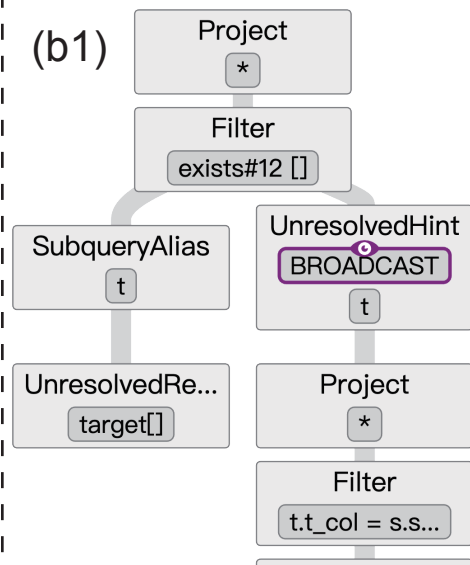 (b1)
Project
*
Filter
exists#12 []
SubqueryAlias
t
UnresolvedHint
BROADCAST
t
UnresolvedRe...
target[]
Project
*
Filter
t.t_col = s.s...